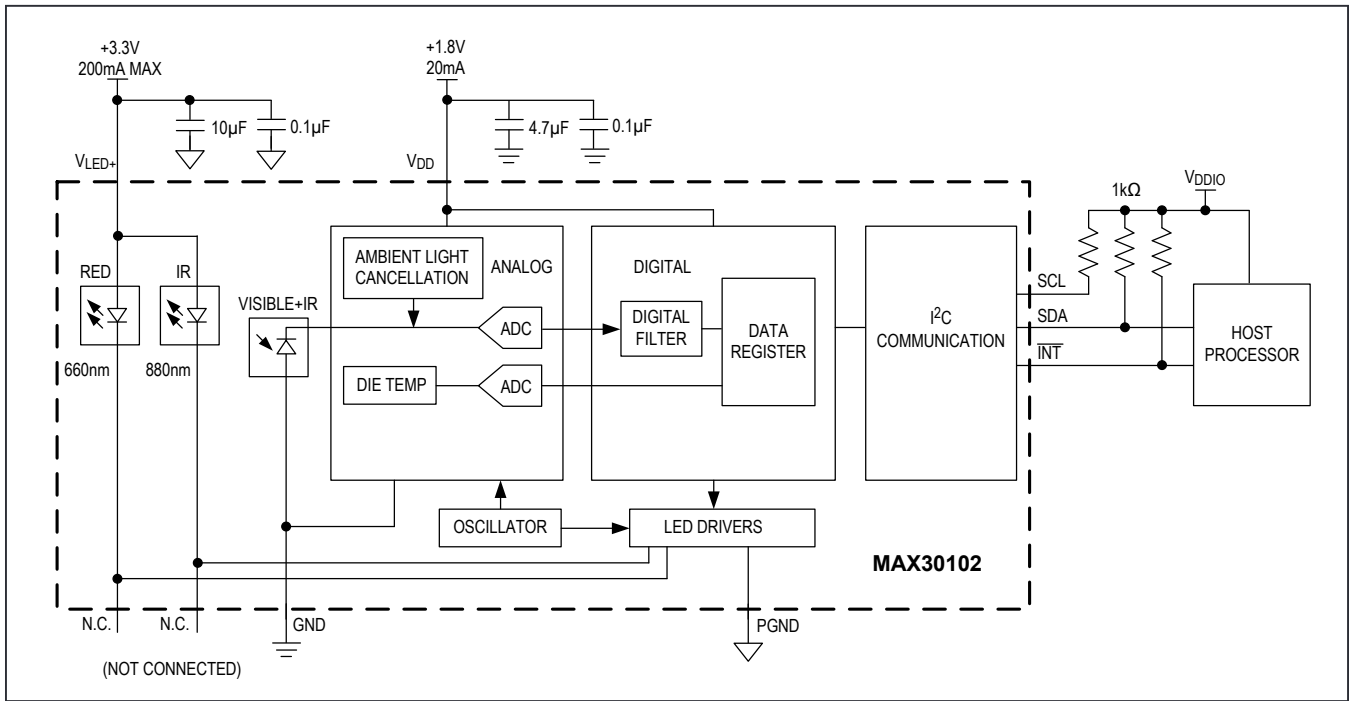 +3.3V
200mA MAX
+1.8V
20mA
10µF
0.1µF
4.7µF
0.1µF
VLED+
VDD
1kΩ
VDDIO
RED
IR
660nm
880nm
VISIBLE+IR
AMBIENT LIGHT
CANCELLATION
ANALOG
ADC
DIE TEMP
ADC
DIGITAL
DIGITAL
FILTER
DATA
REGISTER
I2C
COMMUNICATION
SCL
SDA
INT
HOST
PROCESSOR
OSCILLATOR
LED DRIVERS
MAX30102
N.C.
N.C.
GND
PGND
(NOT CONNECTED)